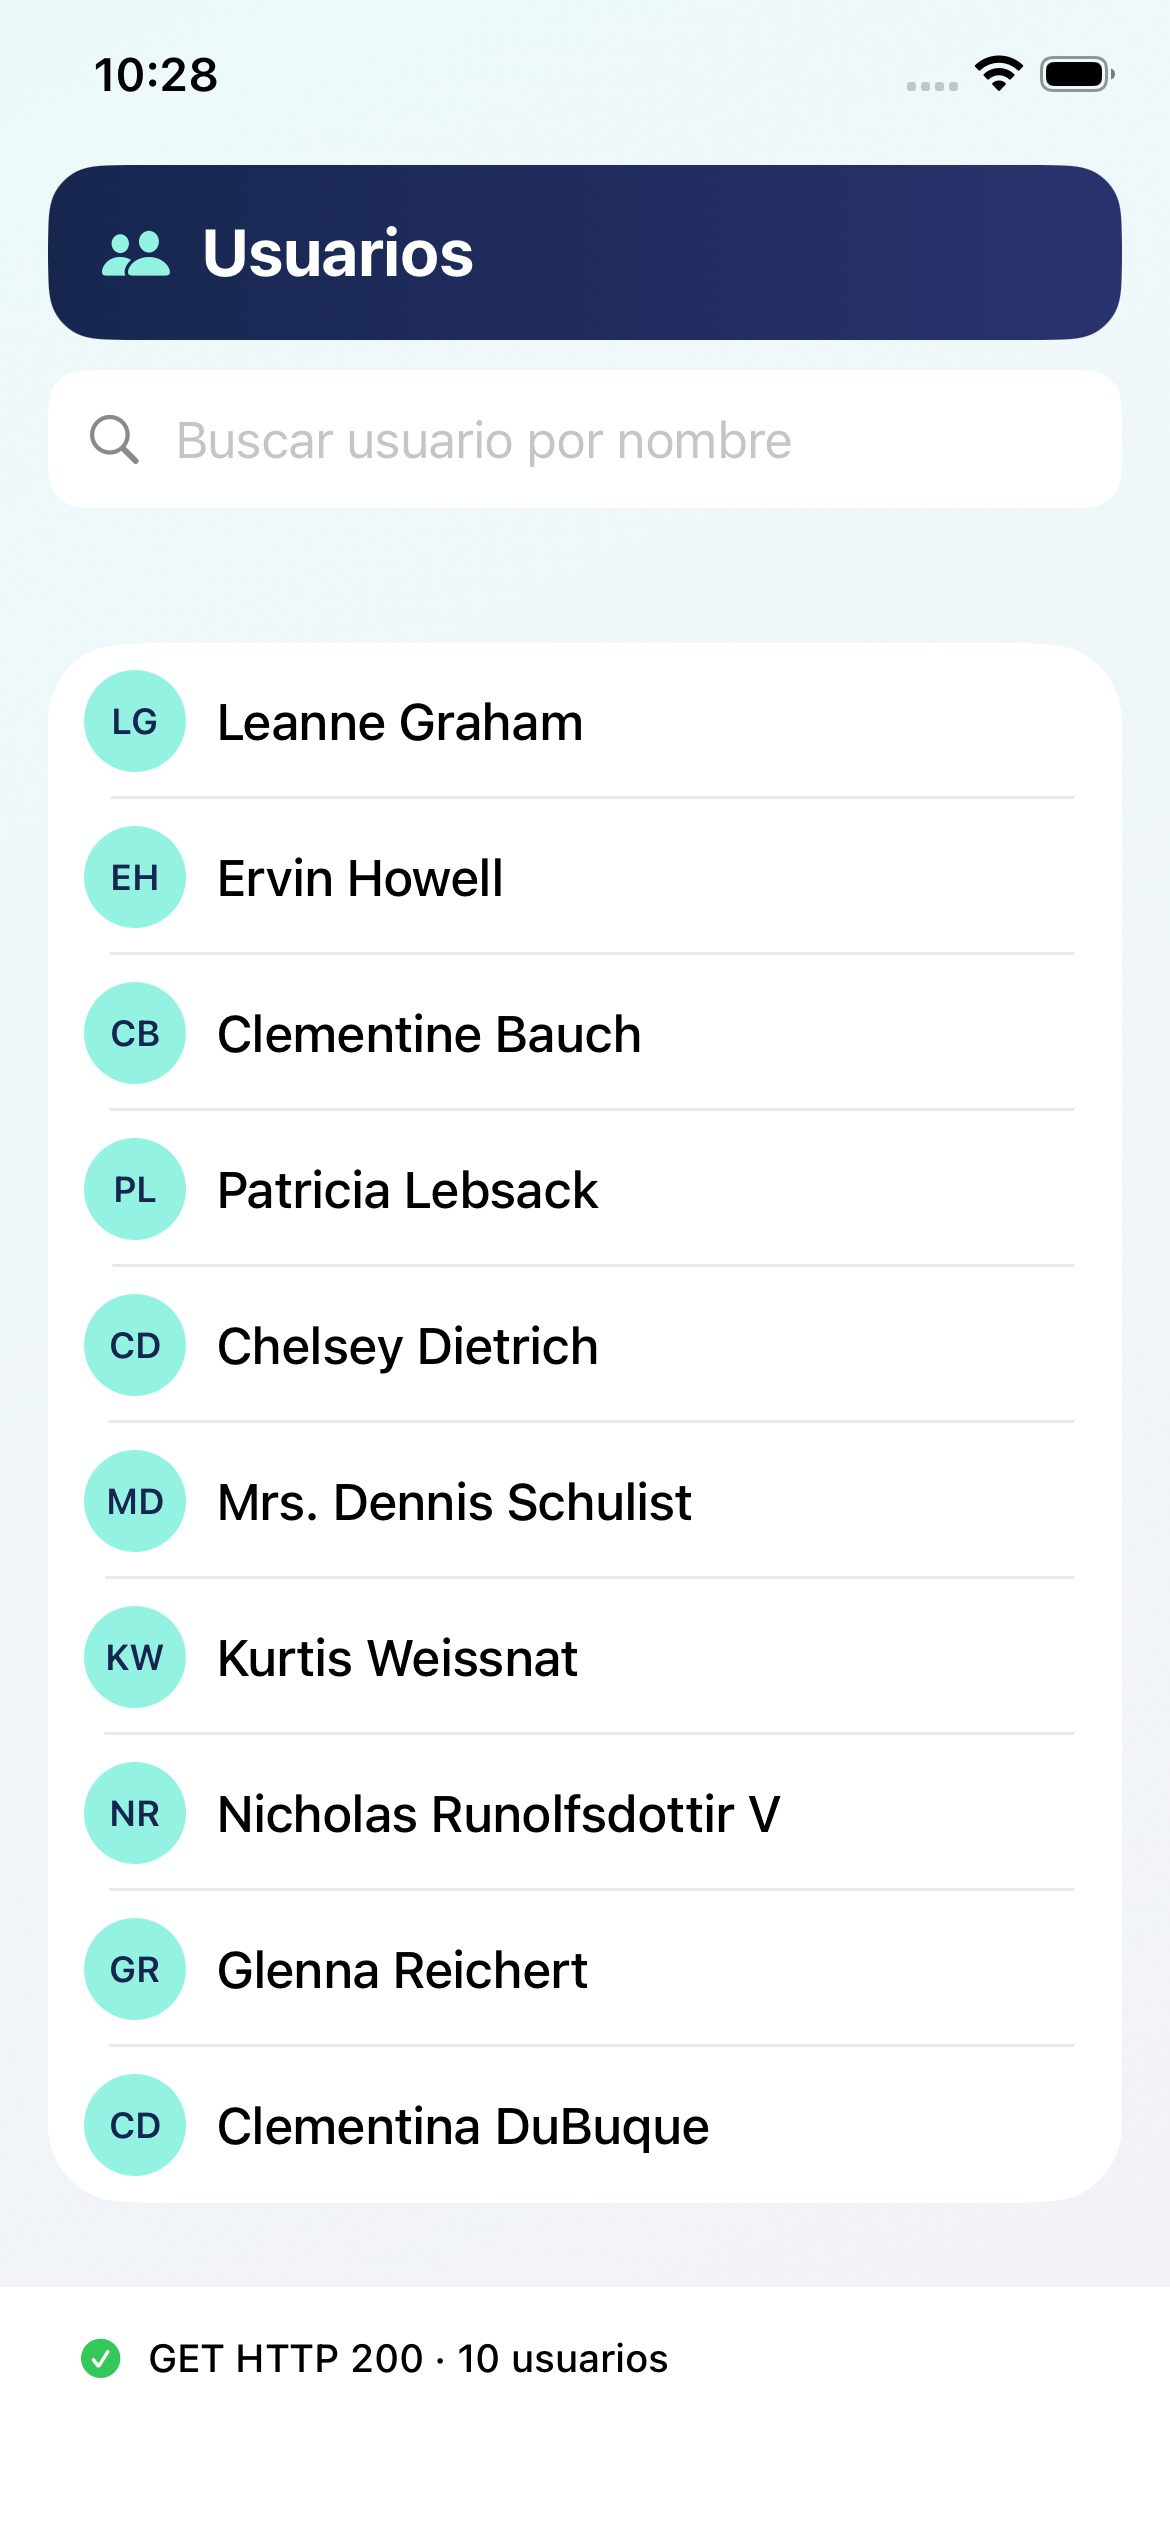 10:28
Usuarios
Buscar usuario por nombre
LG Leanne Graham
EH Ervin Howell
CB Clementine Bauch
PL Patricia Lebsack
CD Chelsey Dietrich
MD Mrs. Dennis Schulist
KW Kurtis Weissnat
NR Nicholas Runolfsdottir V
GR Glenna Reichert
CD Clementina DuBuque
GET HTTP 200 · 10 usuarios